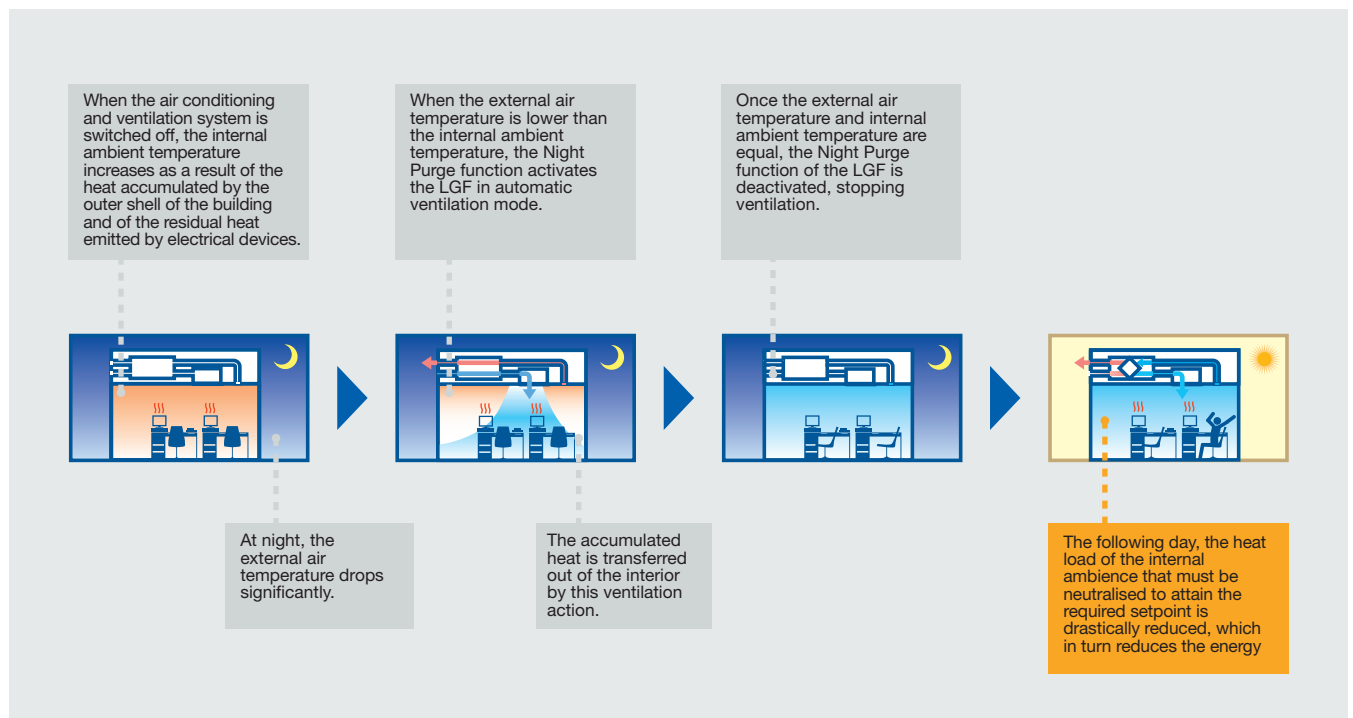 When the air conditioning
and ventilation system is
switched off, the internal
ambient temperature
increases as a result of the
heat accumulated by the
outer shell of the building
and of the residual heat
emitted by electrical devices.
When the external air
temperature is lower than
the internal ambient
temperature, the Night
Purge function activates
the LGF in automatic
ventilation mode.
Once the external air
temperature and internal
ambient temperature are
equal, the Night Purge
function of the LGF is
deactivated, stopping
ventilation.
At night, the
external air
temperature drops
significantly.
The accumulated
heat is transferred
out of the interior
by this ventilation
action.
The following day, the heat
load of the internal
ambience that must be
neutralised to attain the
required setpoint is
drastically reduced, which
in turn reduces the energy